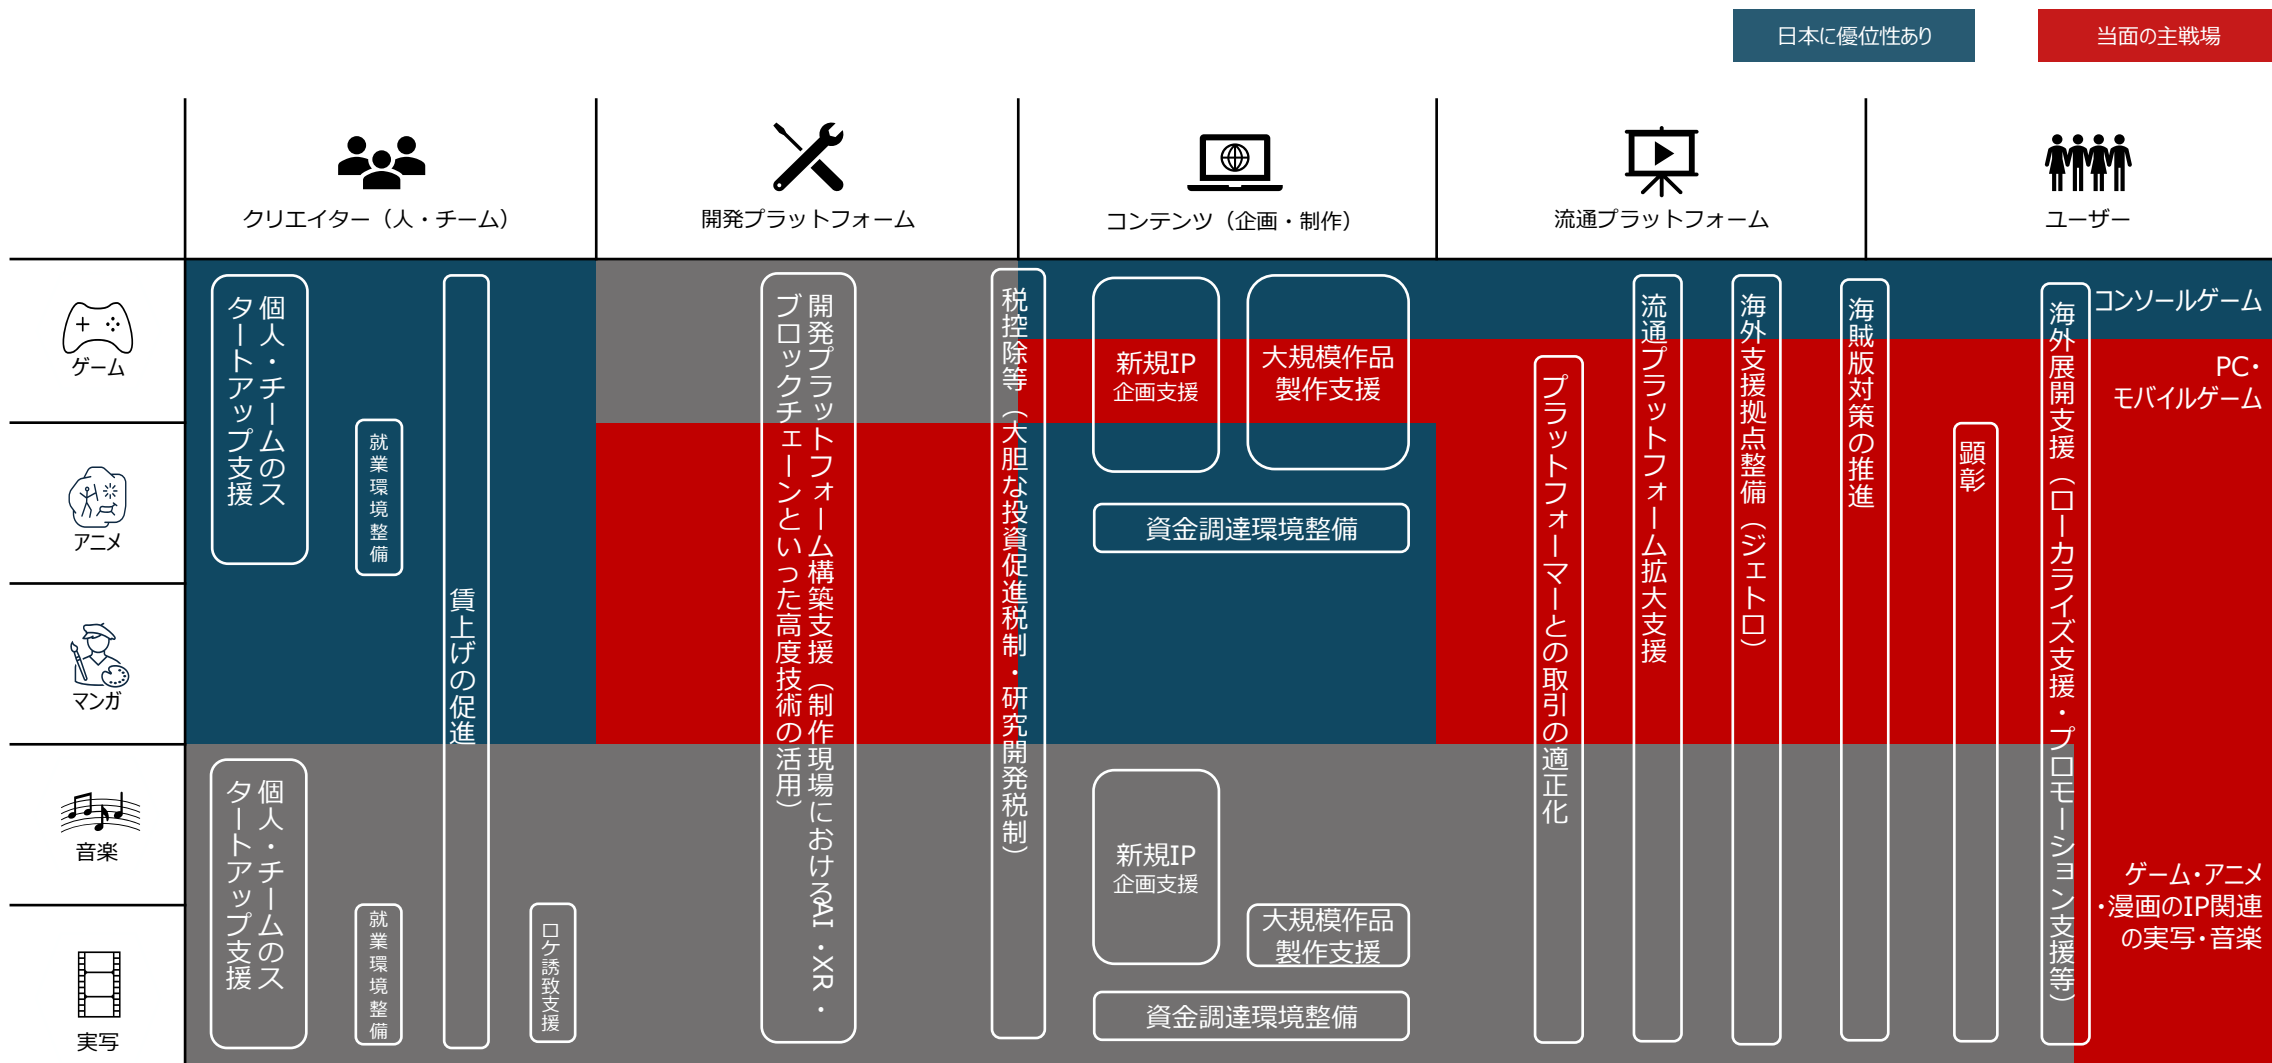 日本に優位性あり
当面の主戦場
クリエイター（人・チーム）
開発プラットフォーム
コンテンツ（企画・制作）
流通プラットフォーム
ユーザー
ゲーム
アニメ
マンガ
音楽
実写
個人・チームのス
タートアップ支援
就業環境整備
賃上げの促進
開発プラットフォーム構築支援（制作現場におけるAI・XR・
ブロックチェーンといった高度技術の活用）
税控除等（大胆な投資促進税制・研究開発税制）
新規IP
企画支援
大規模作品
製作支援
資金調達環境整備
プラットフォーマーとの取引の適正化
流通プラットフォーム拡大支援
海外支援拠点整備（ジェトロ）
海賊版対策の推進
顕彰
海外展開支援（ローカライズ支援・プロモーション支援等）
コンソールゲーム
PC・
モバイルゲーム
個人・チームのス
タートアップ支援
就業環境整備
ロケ誘致支援
新規IP
企画支援
大規模作品
製作支援
資金調達環境整備
ゲーム・アニメ
・漫画のIP関連
の実写・音楽